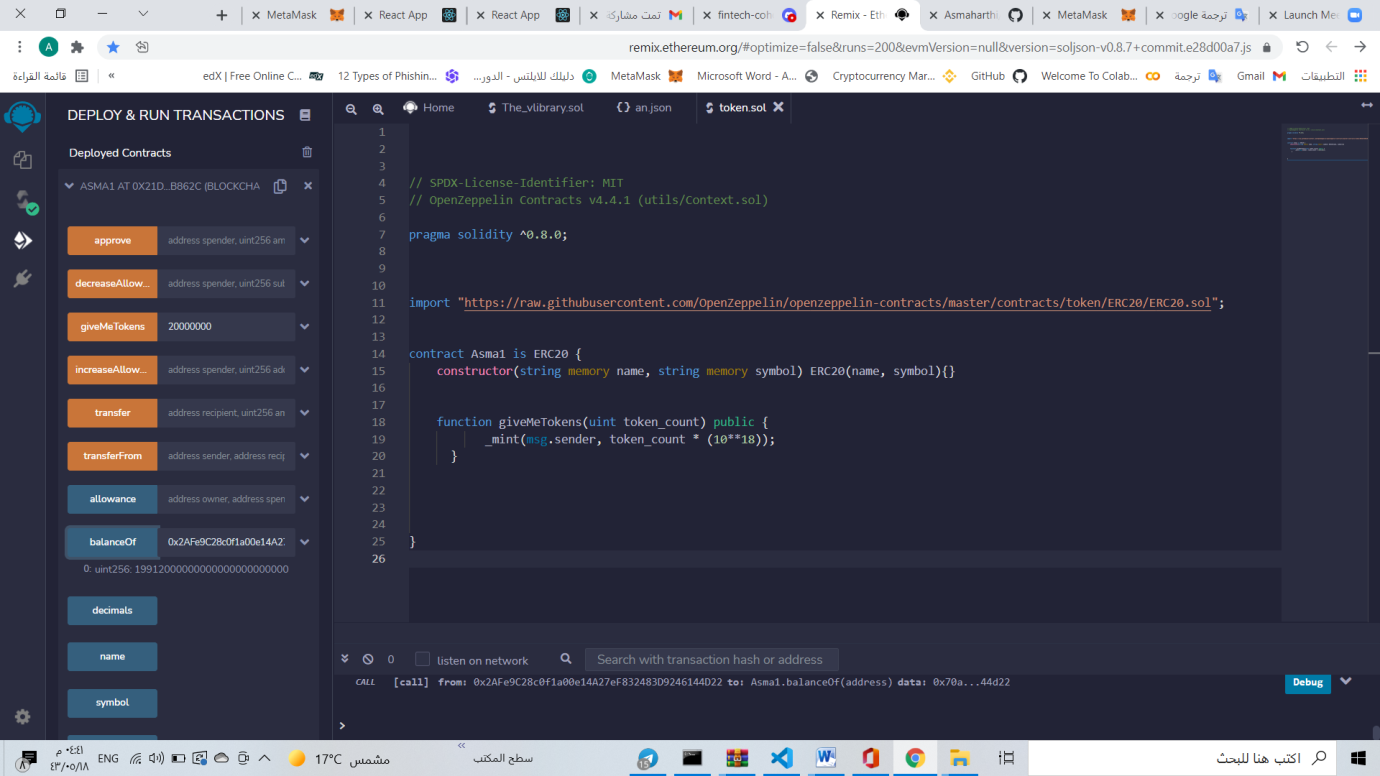 MetaMask
React App
React App
تمت مشاركة
fintech-coh
Remix - Eth
Asmaharthi
MetaMask
ترجمة Google
Launch Mee
A
remix.ethereum.org/#optimize=false&runs=200&evmVersion=null&version=soljson-v0.8.7+commit.e28d00a7.js
قائمة القراءة
«
edX | Free Online C...
12 Types of Phishin...
دليلك للايلتس - الدور...
MetaMask
Microsoft Word - A...
Cryptocurrency Mar...
GitHub
Welcome To Colab...
ترجمة
Gmail
التطبيقات
DEPLOY & RUN TRANSACTIONS
Home
The_vlibrary.sol
{} an.json
token.sol
Deployed Contracts
ASMA1 AT 0X21D...B862C (BLOCKCHA
approve
address spender, uint256 am
decreaseAllow...
address spender, uint256 sul
giveMeTokens
20000000
increaseAllow...
address spender, uint256 add
transfer
address recipient, uint256 an
transferFrom
address sender, address recip
allowance
address owner, address spen
balanceOf
0x2AFe9C28c0f1a00e14A27
decimals
name
symbol
1
2
3
4 // SPDX-License-Identifier: MIT
5 // OpenZeppelin Contracts v4.4.1 (utils/Context.sol)
6
7 pragma solidity ^0.8.0;
8
9
10
11 import "https://raw.githubusercontent.com/OpenZeppelin/openzeppelin-contracts/master/contracts/token/ERC20/ERC20.sol";
12
13
14 contract Asma1 is ERC20 {
15 constructor(string memory name, string memory symbol) ERC20(name, symbol){}
16
17
18 function giveMeTokens(uint token_count) public {
19 _mint(msg.sender, token_count * (10**18));
20 }
21
22
23
24
25 }
26
0
listen on network
Search with transaction hash or address
CALL
[call] from: 0x2AFe9C28c0f1a00e14A27eF832483D9246144D22 to: Asma1.balanceOf(address) data: 0x70a...44d22
Debug
>
٠٤:٤١ م
٤٣/٠٥/١٨
ENG
17°C مشمس
سطح المكتب
اكتب هنا للبحث